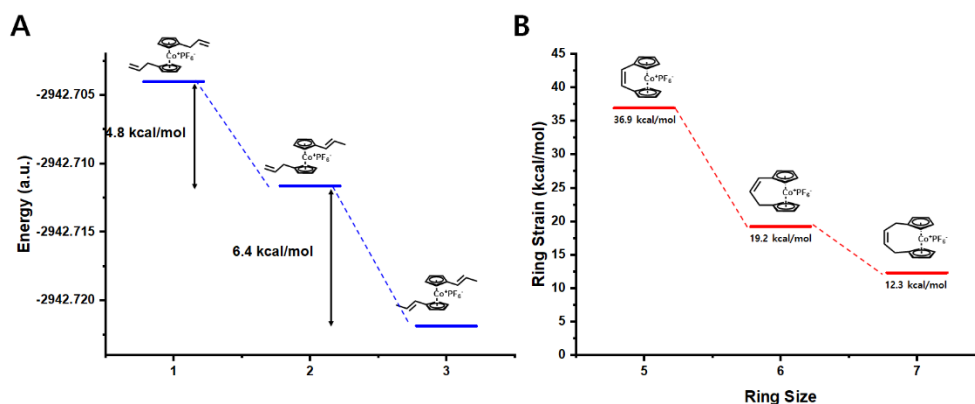 A
Energy (a.u.)
-2942.705
-2942.710
-2942.715
-2942.720
Co⁺PF₆⁻
4.8 kcal/mol
Co⁺PF₆⁻
6.4 kcal/mol
Co⁺PF₆⁻
1 2 3
B
Ring Strain (kcal/mol)
45
40
35
30
25
20
15
10
5
0
Co⁺PF₆⁻
36.9 kcal/mol
Co⁺PF₆⁻
19.2 kcal/mol
Co⁺PF₆⁻
12.3 kcal/mol
5 6 7
Ring Size